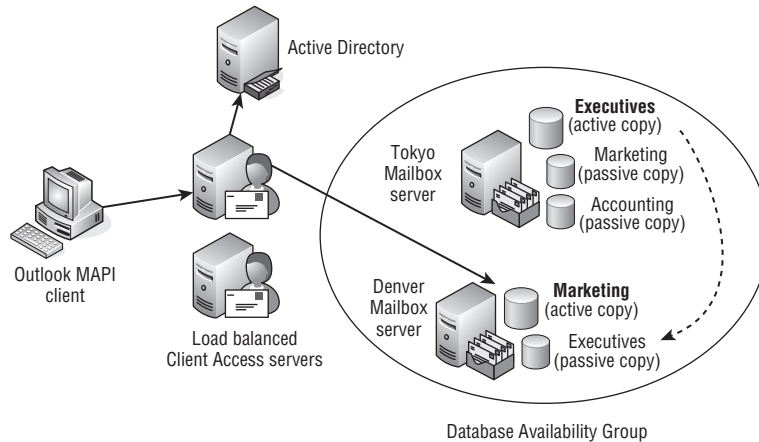 Active Directory
Executives
(active copy)
Tokyo
Mailbox
server
Marketing
(passive copy)
Accounting
(passive copy)
Outlook MAPI
client
Load balanced
Client Access servers
Denver
Mailbox
server
Marketing
(active copy)
Executives
(passive copy)
Database Availability Group